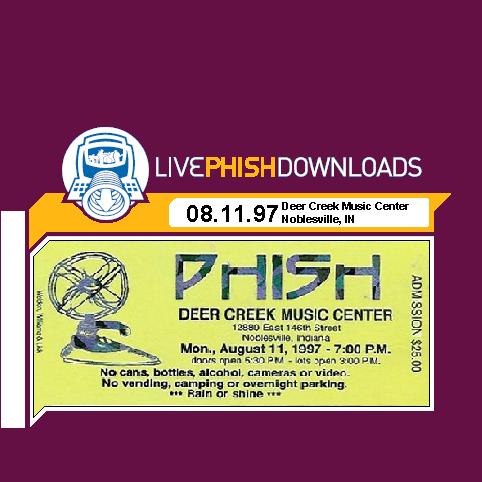 LIVEPHISHDOWNLOADS
08.11.97 Deer Creek Music Center
Noblesville, IN
PHISH
DEER CREEK MUSIC CENTER
12880 East 146th Street
Noblesville, Indiana
Mon., August 11, 1997 - 7:00 P.M.
doors open 5:30 P.M. - lots open 3:00 P.M.
No cans, bottles, alcohol, cameras or video.
No vending, camping or overnight parking.
*** Rain or shine ***
ADMISSION $25.00